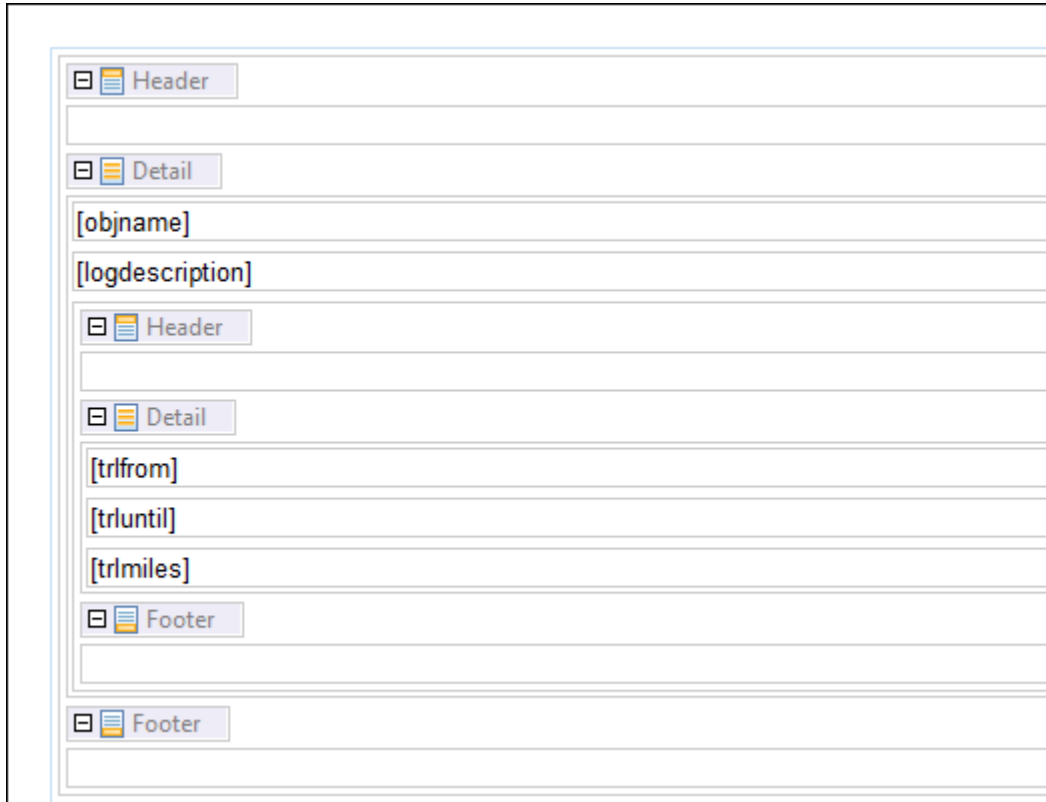 Header
Detail
[objname]
[logdescription]
Header
Detail
[trlfrom]
[trluntil]
[trlmiles]
Footer
Footer